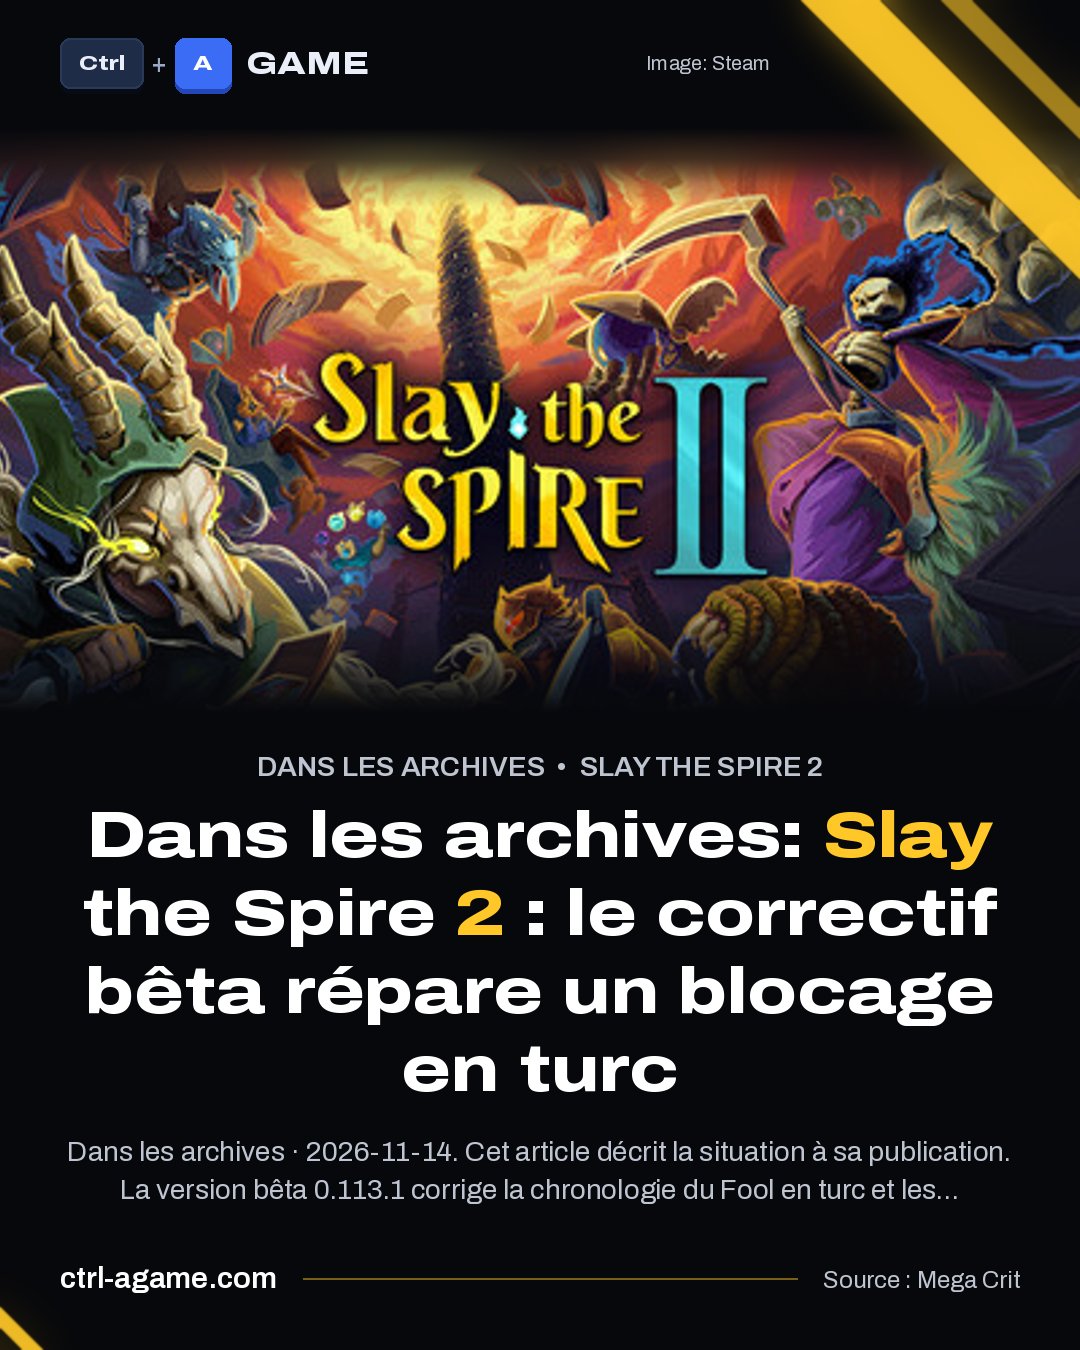 Ctrl + A GAME
Image: Steam
Slay the
SPIRE II
DANS LES ARCHIVES • SLAY THE SPIRE 2
Dans les archives: Slay
the Spire 2 : le correctif
bêta répare un blocage
en turc
Dans les archives · 2026-11-14. Cet article décrit la situation à sa publication.
La version bêta 0.113.1 corrige la chronologie du Fool en turc et les...
ctrl-agame.com
Source : Mega Crit